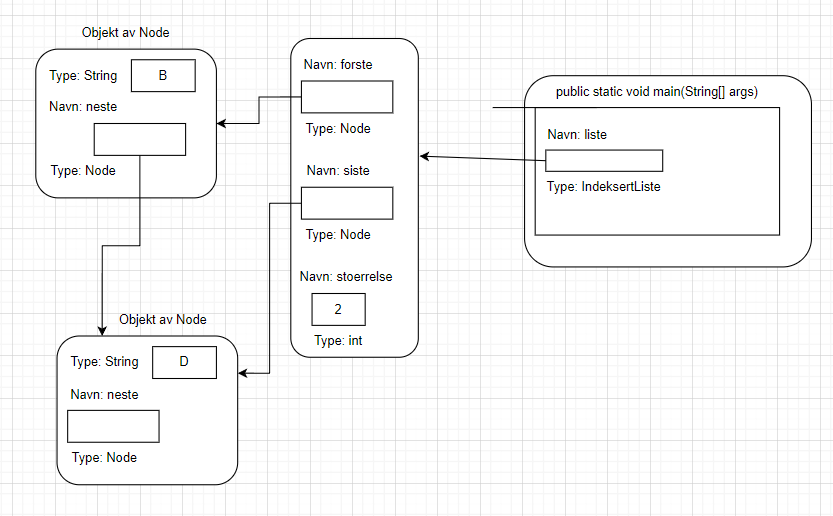 Objekt av Node
Type: String
B
Navn: neste
Type: Node
Objekt av Node
Type: String
D
Navn: neste
Type: Node
Navn: forste
Type: Node
Navn: siste
Type: Node
Navn: stoerrelse
2
Type: int
public static void main(String[] args)
Navn: liste
Type: IndeksertListe